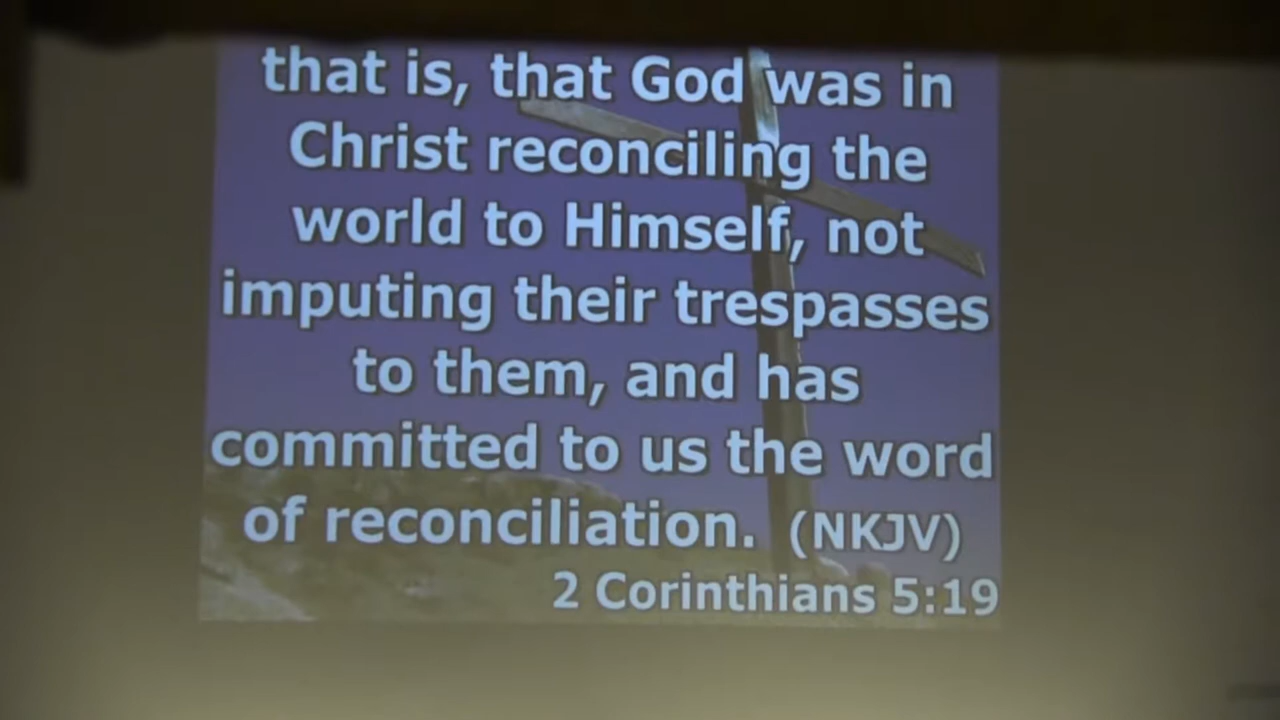 that is, that God was in
Christ reconciling the
world to Himself, not
imputing their trespasses
to them, and has
committed to us the word
of reconciliation. (NKJV)
2 Corinthians 5:19